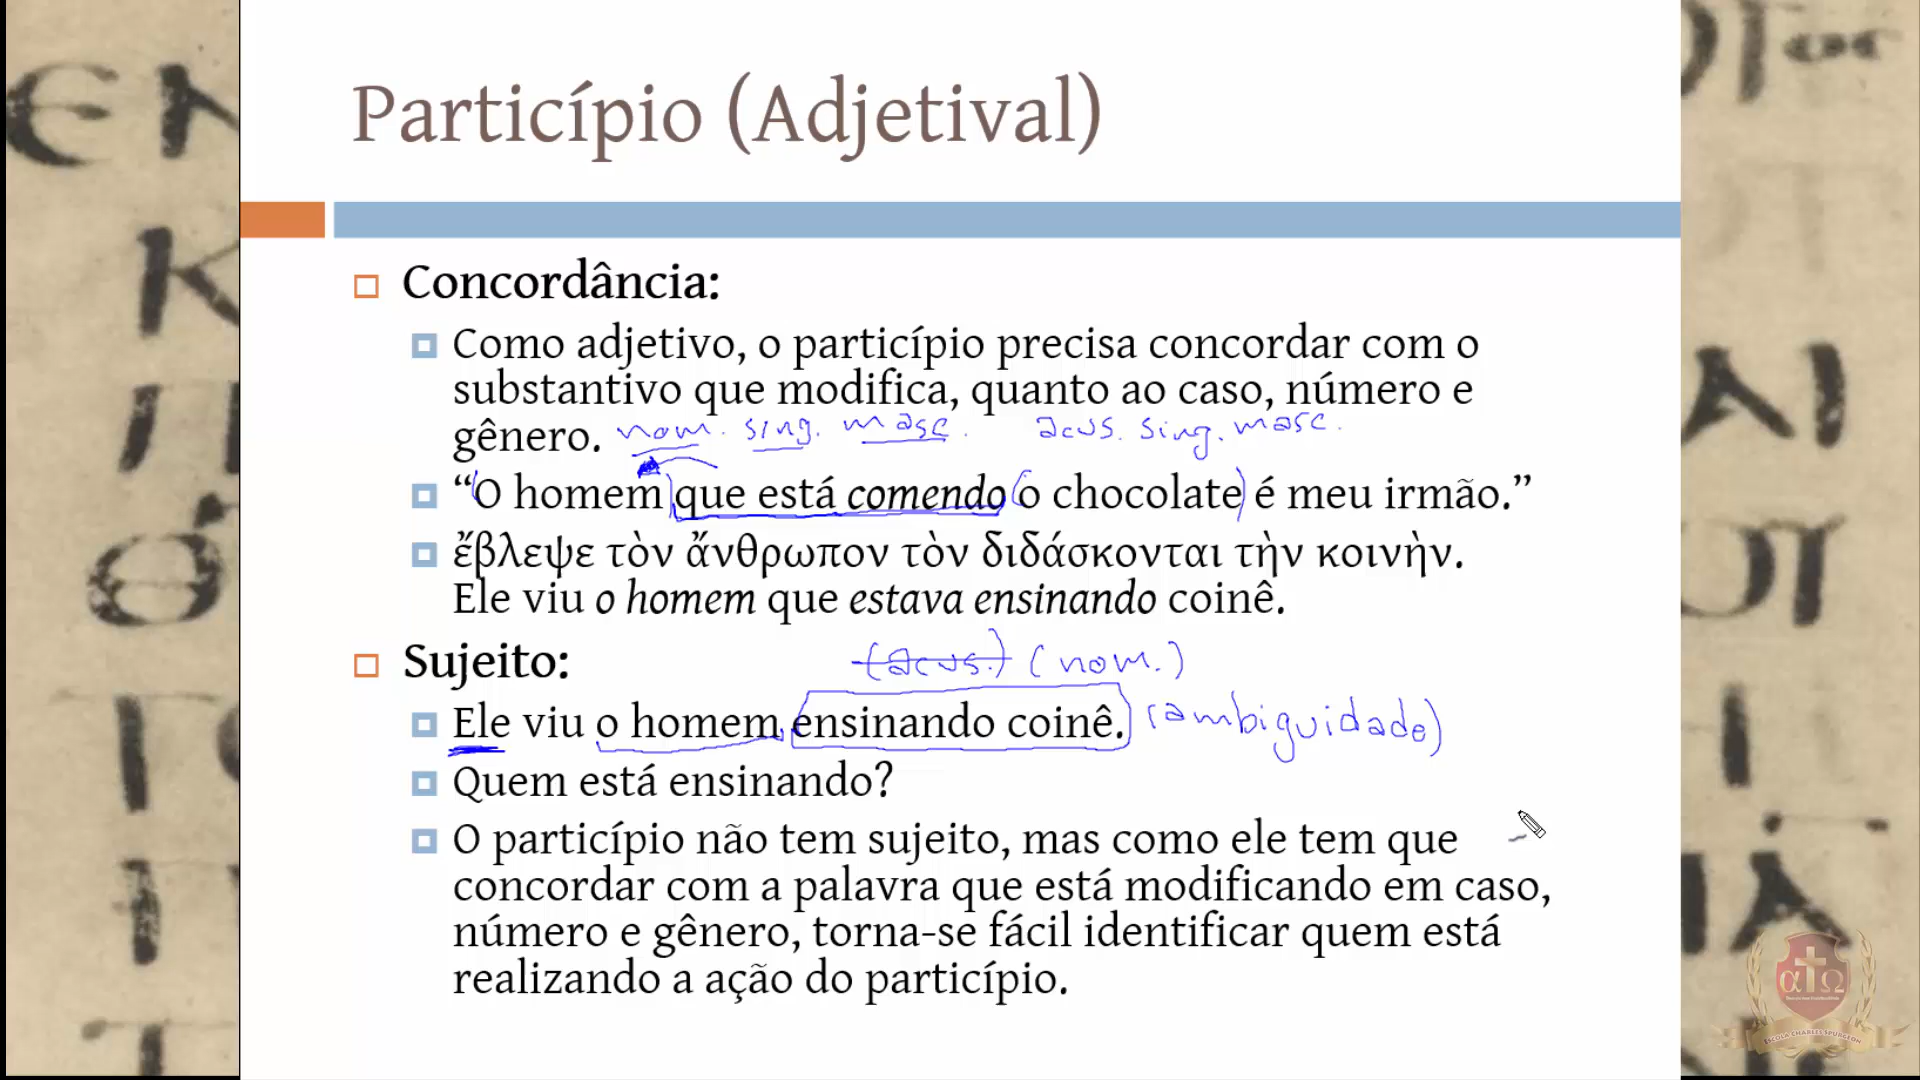 Particípio (Adjetival)
Concordância:
Como adjetivo, o particípio precisa concordar com o
substantivo que modifica, quanto ao caso, número e
gênero. nom. sing. masc. acus. sing. masc.
“O homem que está comendo o chocolate é meu irmão.”
ἔβλεψε τὸν ἄνθρωπον τὸν διδάσκονται τὴν κοινὴν.
Ele viu o homem que estava ensinando coinê.
Sujeito: (acus.) (nom.)
Ele viu o homem ensinando coinê. (ambiguidade)
Quem está ensinando?
O particípio não tem sujeito, mas como ele tem que
concordar com a palavra que está modificando em caso,
número e gênero, torna-se fácil identificar quem está
realizando a ação do particípio.
α Ω
ESCOLA CHARLES SPURGEON